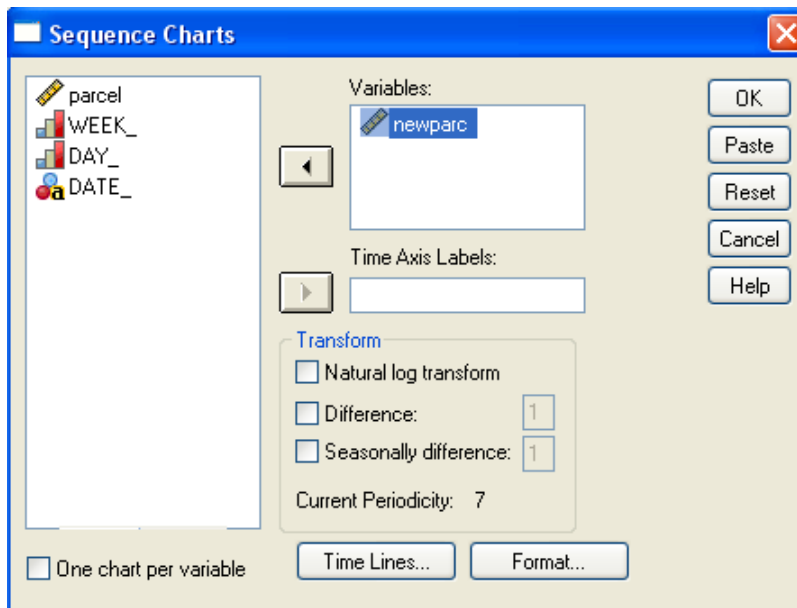 Sequence Charts
parcel
WEEK_
DAY_
DATE_
One chart per variable
Variables:
newparc
Time Axis Labels:
Transform
Natural log transform
Difference: 1
Seasonally difference: 1
Current Periodicity: 7
Time Lines...
Format...
OK
Paste
Reset
Cancel
Help